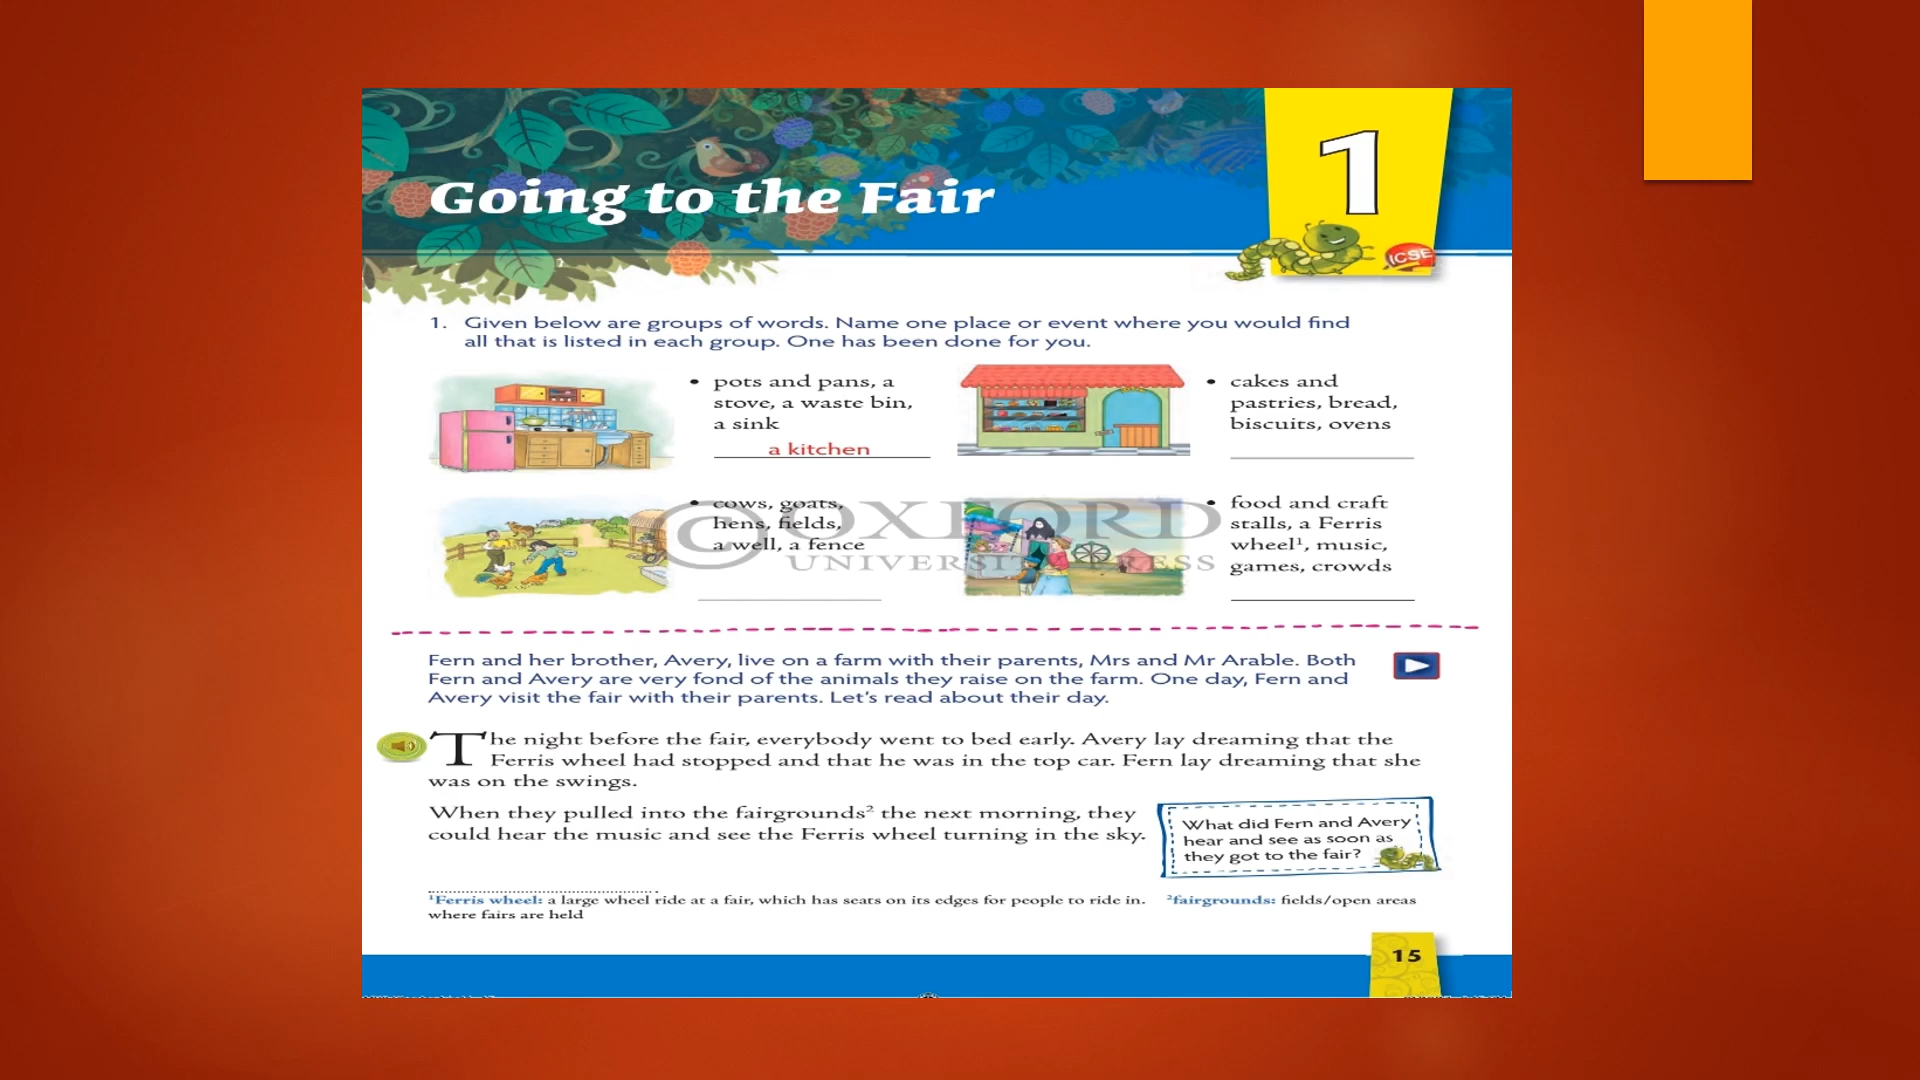 Going to the Fair
1
ICSE
1. Given below are groups of words. Name one place or event where you would find
all that is listed in each group. One has been done for you.
• pots and pans, a
stove, a waste bin,
a sink
a kitchen
• cakes and
pastries, bread,
biscuits, ovens
• cows, goats,
hens, fields,
a well, a fence
• food and craft
stalls, a Ferris
wheel¹, music,
games, crowds
© OXFORD
UNIVERSITY PRESS
Fern and her brother, Avery, live on a farm with their parents, Mrs and Mr Arable. Both
Fern and Avery are very fond of the animals they raise on the farm. One day, Fern and
Avery visit the fair with their parents. Let's read about their day.
The night before the fair, everybody went to bed early. Avery lay dreaming that the
Ferris wheel had stopped and that he was in the top car. Fern lay dreaming that she
was on the swings.
When they pulled into the fairgrounds² the next morning, they
could hear the music and see the Ferris wheel turning in the sky.
What did Fern and Avery
hear and see as soon as
they got to the fair?
¹Ferris wheel: a large wheel ride at a fair, which has seats on its edges for people to ride in. ²fairgrounds: fields/open areas
where fairs are held
15